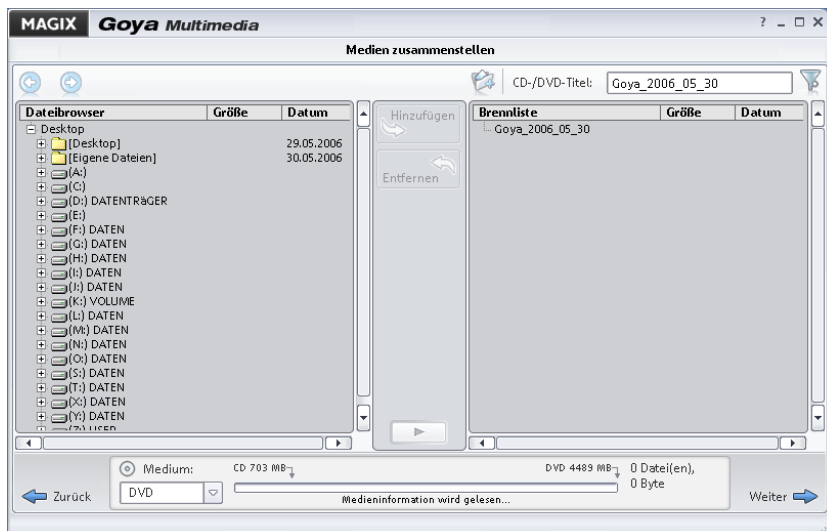 MAGIX Goya Multimedia
Medien zusammenstellen
CD-/DVD-Titel: Goya_2006_05_30
Dateibrowser Größe Datum
Desktop
[Desktop] 29.05.2006
[Eigene Dateien] 30.05.2006
(A:)
(C:)
(D:) DATENTRäGER
(E:)
(F:) DATEN
(G:) DATEN
(H:) DATEN
(I:) DATEN
(J:) DATEN
(K:) VOLUME
(L:) DATEN
(M:) DATEN
(N:) DATEN
(O:) DATEN
(S:) DATEN
(T:) DATEN
(X:) DATEN
(Y:) DATEN
(Z:) USER
Hinzufügen
Entfernen
Brennliste Größe Datum
Goya_2006_05_30
Zurück
Medium:
DVD
CD 703 MB
DVD 4489 MB
Medieninformation wird gelesen...
0 Datei(en),
0 Byte
Weiter